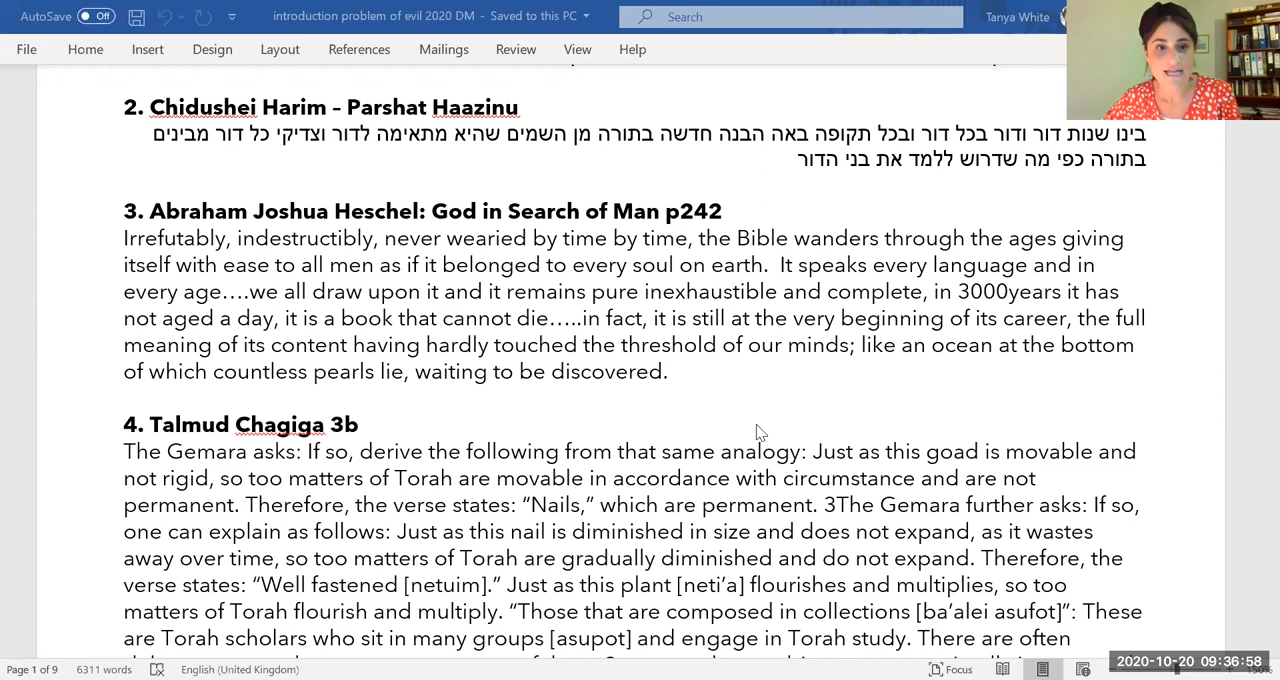 AutoSave Off introduction problem of evil 2020 DM - Saved to this PC Search Tanya White
File Home Insert Design Layout References Mailings Review View Help
2. Chidushei Harim – Parshat Haazinu
בינו שנות דור ודור בכל דור ובכל תקופה באה הבנה חדשה בתורה מן השמים שהיא מתאימה לדור וצדיקי כל דור מבינים
בתורה כפי מה שדרוש ללמד את בני הדור
3. Abraham Joshua Heschel: God in Search of Man p242
Irrefutably, indestructibly, never wearied by time by time, the Bible wanders through the ages giving
itself with ease to all men as if it belonged to every soul on earth. It speaks every language and in
every age….we all draw upon it and it remains pure inexhaustible and complete, in 3000years it has
not aged a day, it is a book that cannot die…..in fact, it is still at the very beginning of its career, the full
meaning of its content having hardly touched the threshold of our minds; like an ocean at the bottom
of which countless pearls lie, waiting to be discovered.
4. Talmud Chagiga 3b
The Gemara asks: If so, derive the following from that same analogy: Just as this goad is movable and
not rigid, so too matters of Torah are movable in accordance with circumstance and are not
permanent. Therefore, the verse states: “Nails,” which are permanent. 3The Gemara further asks: If so,
one can explain as follows: Just as this nail is diminished in size and does not expand, as it wastes
away over time, so too matters of Torah are gradually diminished and do not expand. Therefore, the
verse states: “Well fastened [netuim].” Just as this plant [neti’a] flourishes and multiplies, so too
matters of Torah flourish and multiply. “Those that are composed in collections [ba’alei asufot]”: These
are Torah scholars who sit in many groups [asupot] and engage in Torah study. There are often
Page 1 of 9 6311 words English (United Kingdom) Focus 150%
2020-10-20 09:36:58